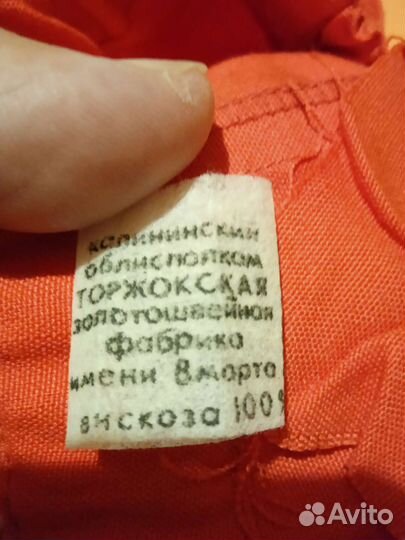 калининский
облисполком
ТОРЖОКСКАЯ
золотошвейная
фабрика
имени 8 марта
вискоза 100%
Avito